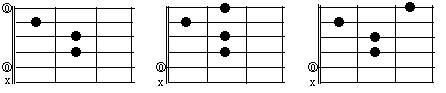 ⓪
⓪ ⓪ ⓪
x x x